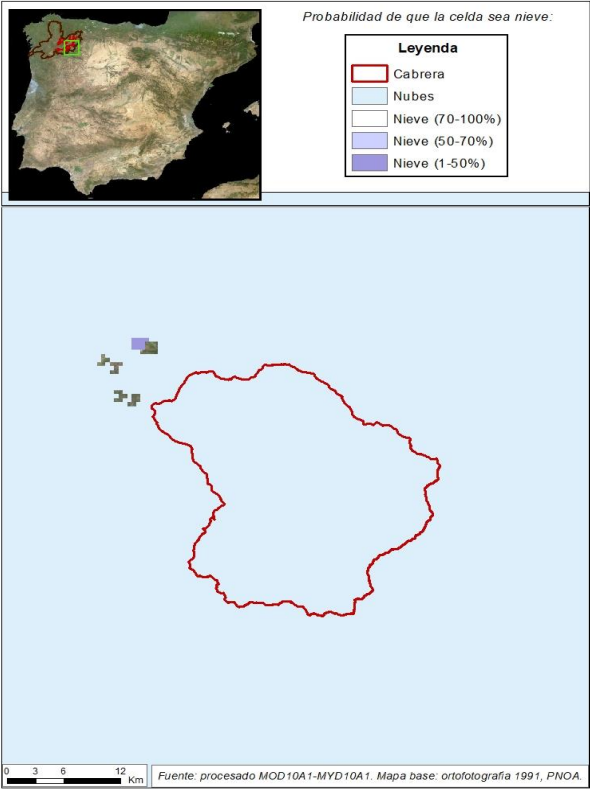 Probabilidad de que la celda sea nieve:
Leyenda
Cabrera
Nubes
Nieve (70-100%)
Nieve (50-70%)
Nieve (1-50%)
0 3 6 12
Km
Fuente: procesado MOD10A1-MYD10A1. Mapa base: ortofotografía 1991, PNOA.